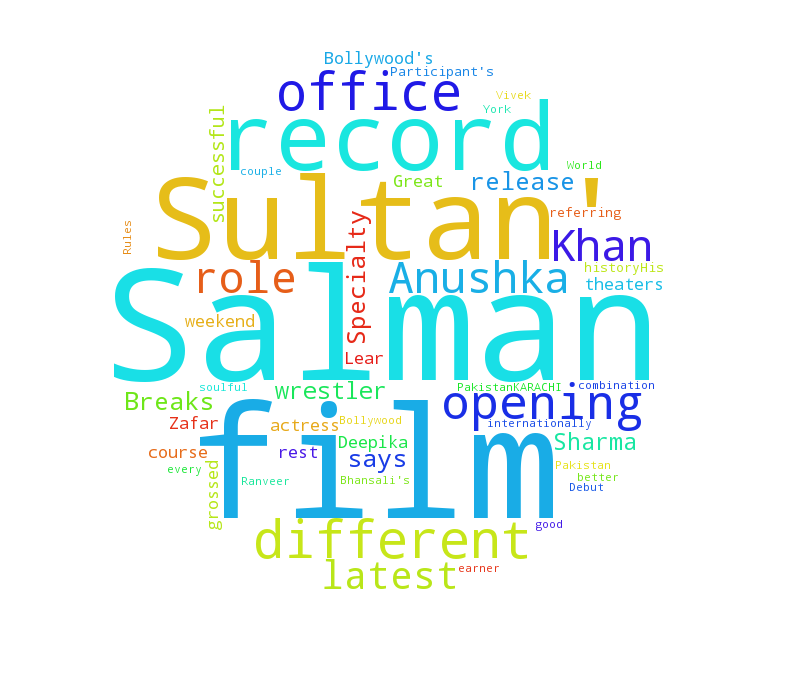 Bollywood's
Participant's
office
Vivek
York
record
successful
couple
Great
World
release
Sultan'
referring
Rules
Specialty
Khan
role
Anushka
historyHis
theaters
Salman
weekend
Lear
soulful
wrestler
PakistanKARACHI
combination
Breaks
opening
film
Zafar
actress
Bollywood
internationally
Deepika
Sharma
course
rest
says
every
grossed
Ranveer
Bhansali's
Pakistan
better
Debut
different
good
latest
earner